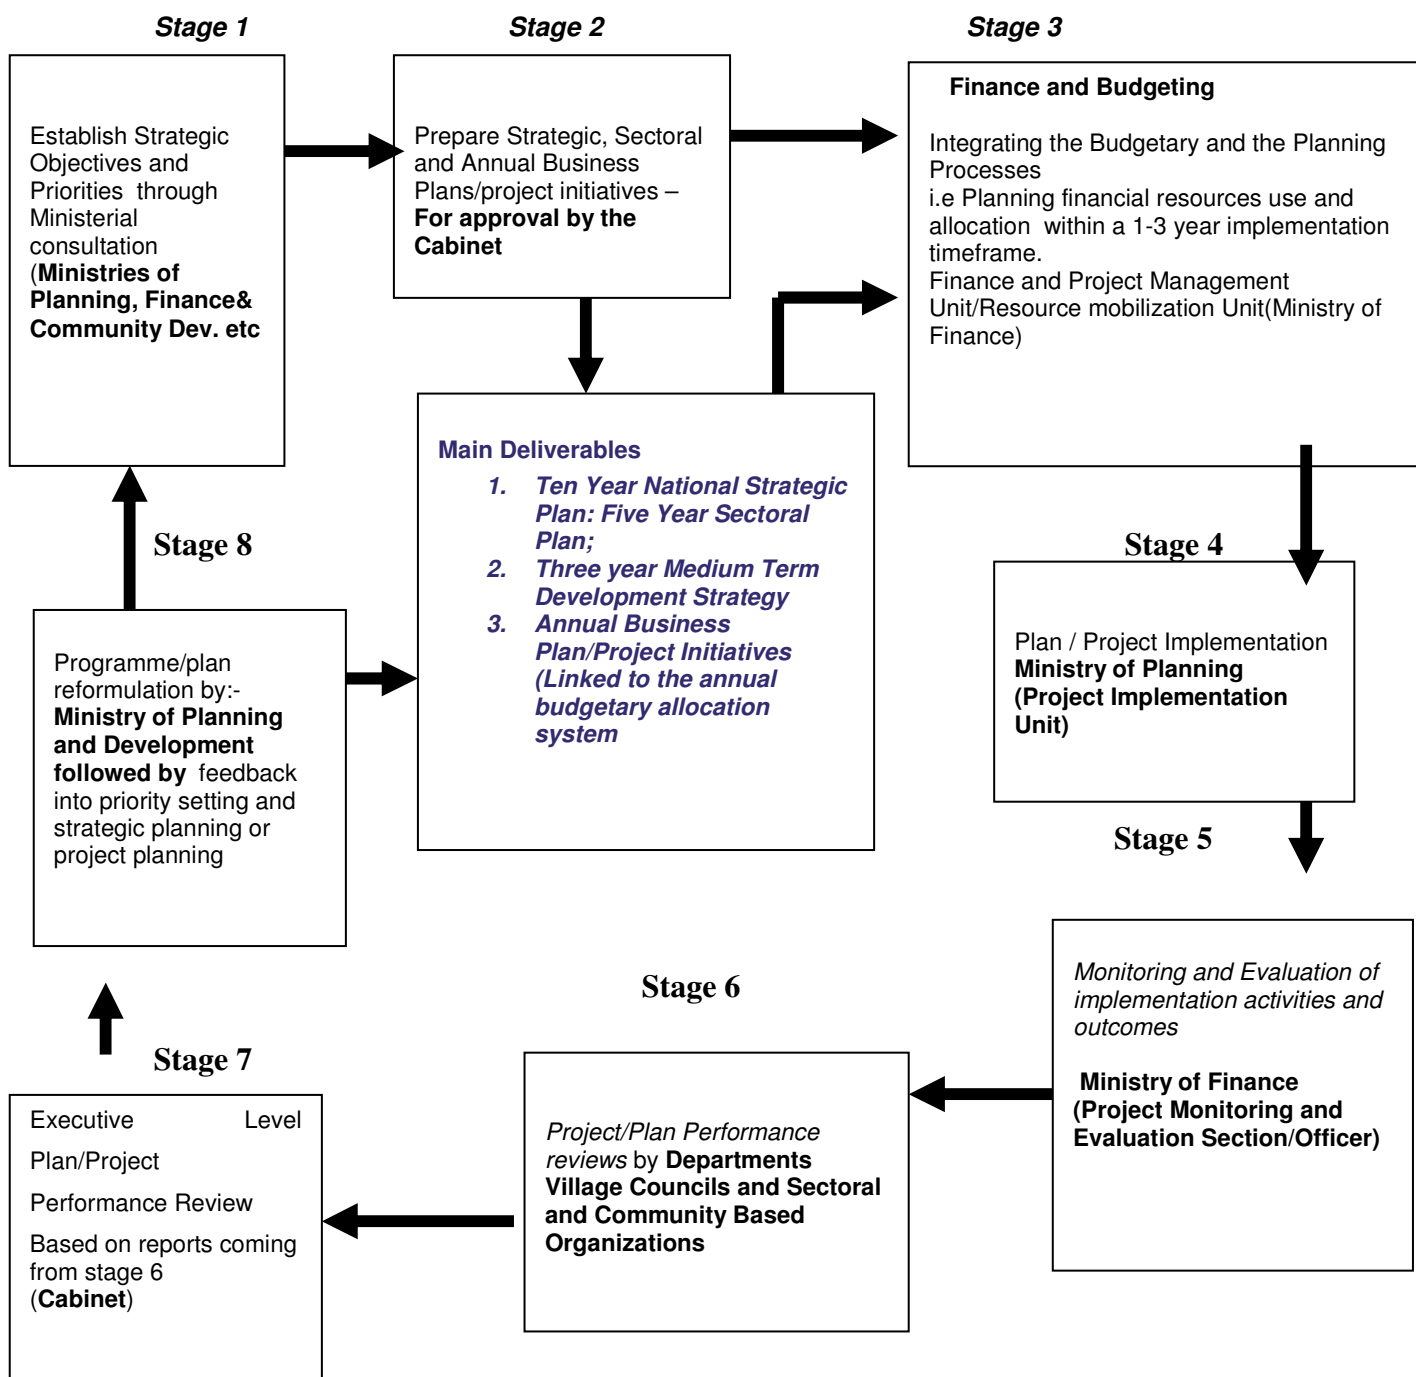 Stage 1
Stage 2
Stage 3
Establish Strategic
Objectives and
Priorities through
Ministerial
consultation
(Ministries of
Planning, Finance&
Community Dev. etc
Prepare Strategic, Sectoral
and Annual Business
Plans/project initiatives –
For approval by the
Cabinet
Finance and Budgeting
Integrating the Budgetary and the Planning
Processes
i.e Planning financial resources use and
allocation within a 1-3 year implementation
timeframe.
Finance and Project Management
Unit/Resource mobilization Unit(Ministry of
Finance)
Main Deliverables
1. Ten Year National Strategic
Plan: Five Year Sectoral
Plan;
2. Three year Medium Term
Development Strategy
3. Annual Business
Plan/Project Initiatives
(Linked to the annual
budgetary allocation
system
Stage 8
Stage 4
Programme/plan
reformulation by:-
Ministry of Planning
and Development
followed by feedback
into priority setting and
strategic planning or
project planning
Plan / Project Implementation
Ministry of Planning
(Project Implementation
Unit)
Stage 5
Monitoring and Evaluation of
implementation activities and
outcomes
Ministry of Finance
(Project Monitoring and
Evaluation Section/Officer)
Stage 6
Project/Plan Performance
reviews by Departments
Village Councils and Sectoral
and Community Based
Organizations
Stage 7
Executive Level
Plan/Project
Performance Review
Based on reports coming
from stage 6
(Cabinet)